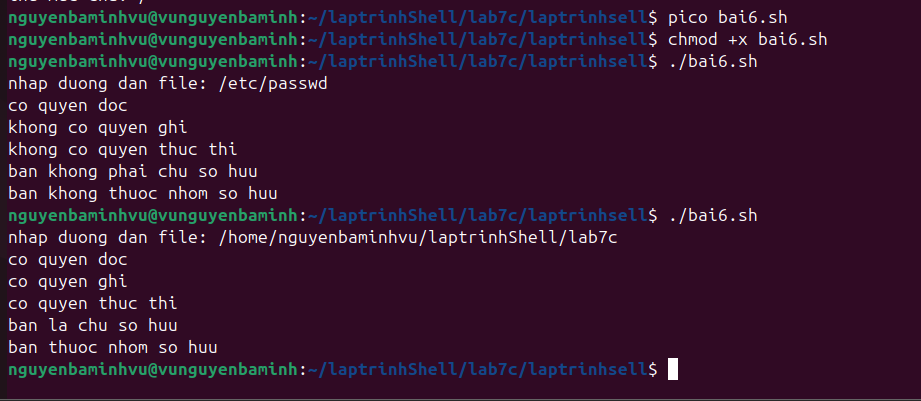 nguyenbaminhvu@vunguyenbaminh:~/laptrinhShell/lab7c/laptrinhsell$ pico bai6.sh
nguyenbaminhvu@vunguyenbaminh:~/laptrinhShell/lab7c/laptrinhsell$ chmod +x bai6.sh
nguyenbaminhvu@vunguyenbaminh:~/laptrinhShell/lab7c/laptrinhsell$ ./bai6.sh
nhap duong dan file: /etc/passwd
co quyen doc
khong co quyen ghi
khong co quyen thuc thi
ban khong phai chu so huu
ban khong thuoc nhom so huu
nguyenbaminhvu@vunguyenbaminh:~/laptrinhShell/lab7c/laptrinhsell$ ./bai6.sh
nhap duong dan file: /home/nguyenbaminhvu/laptrinhShell/lab7c
co quyen doc
co quyen ghi
co quyen thuc thi
ban la chu so huu
ban thuoc nhom so huu
nguyenbaminhvu@vunguyenbaminh:~/laptrinhShell/lab7c/laptrinhsell$